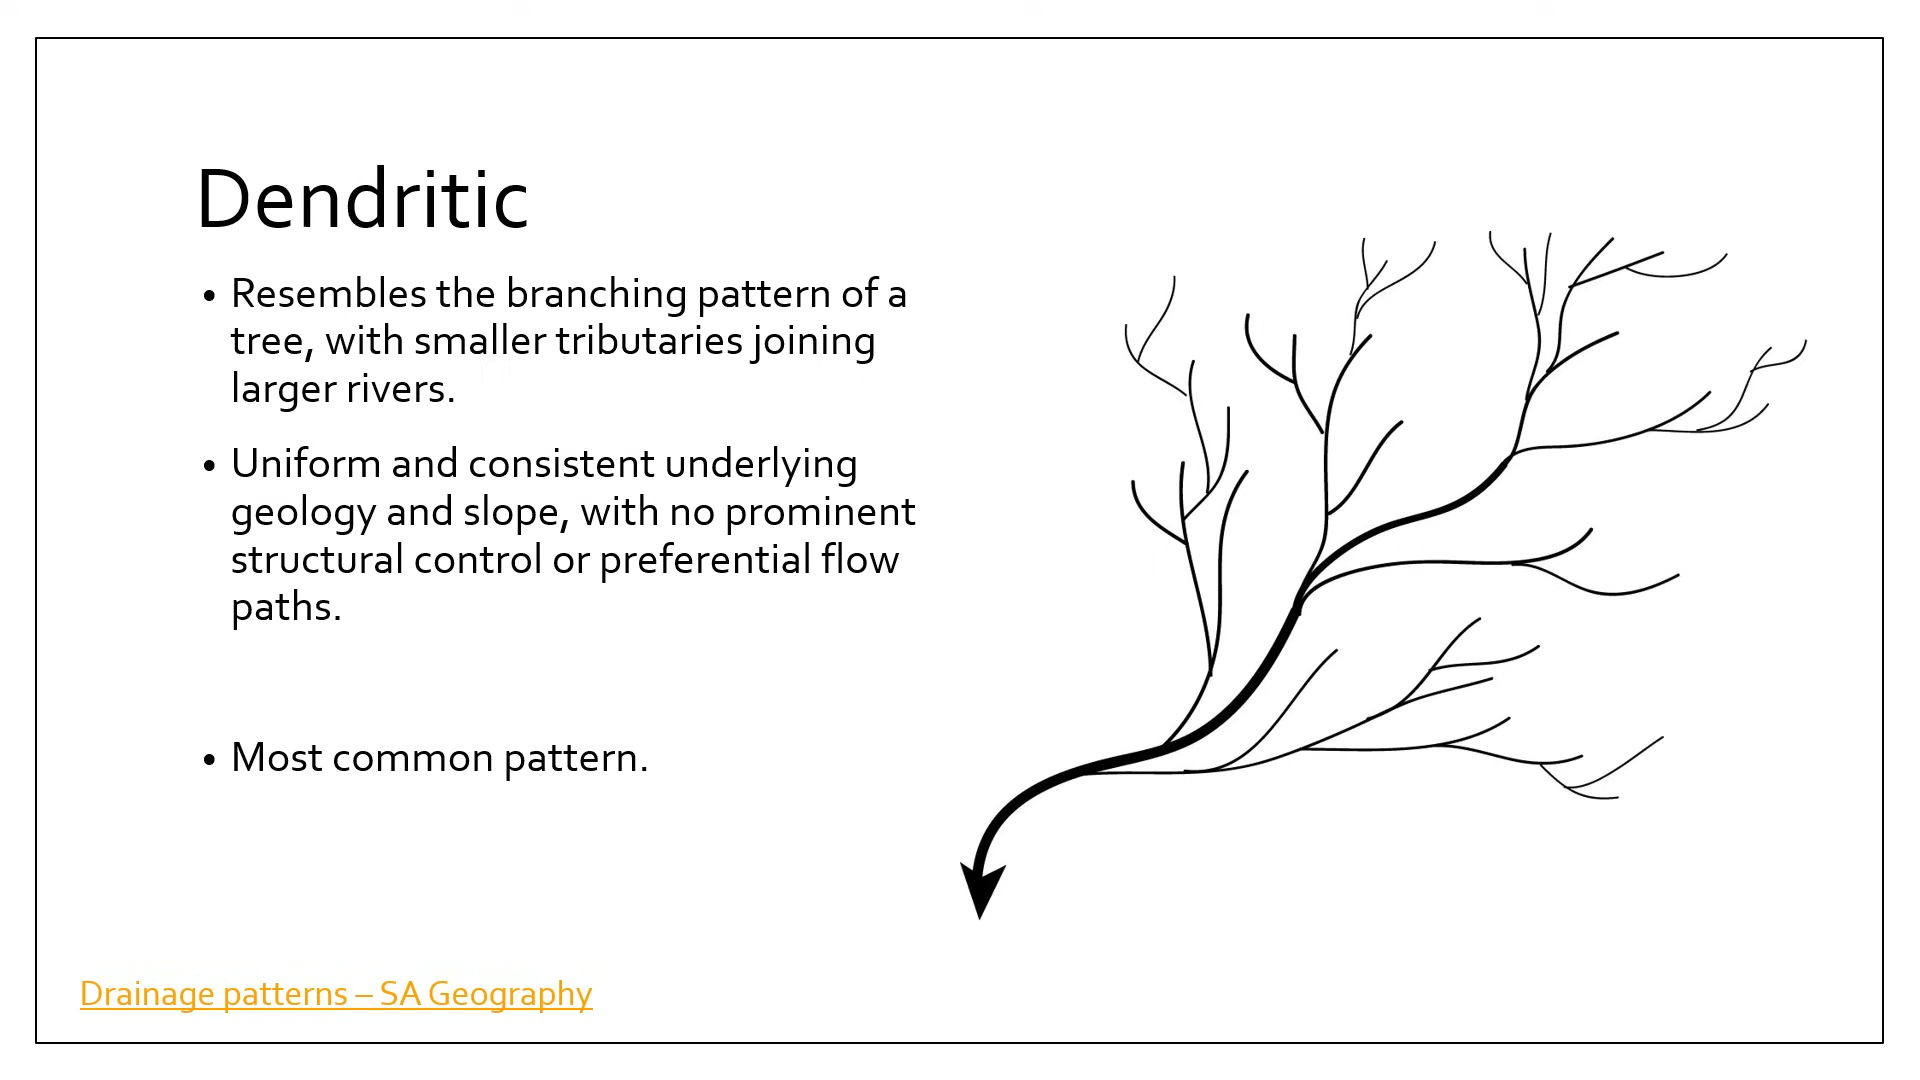 Dendritic
• Resembles the branching pattern of a
tree, with smaller tributaries joining
larger rivers.
• Uniform and consistent underlying
geology and slope, with no prominent
structural control or preferential flow
paths.
• Most common pattern.
Drainage patterns – SA Geography